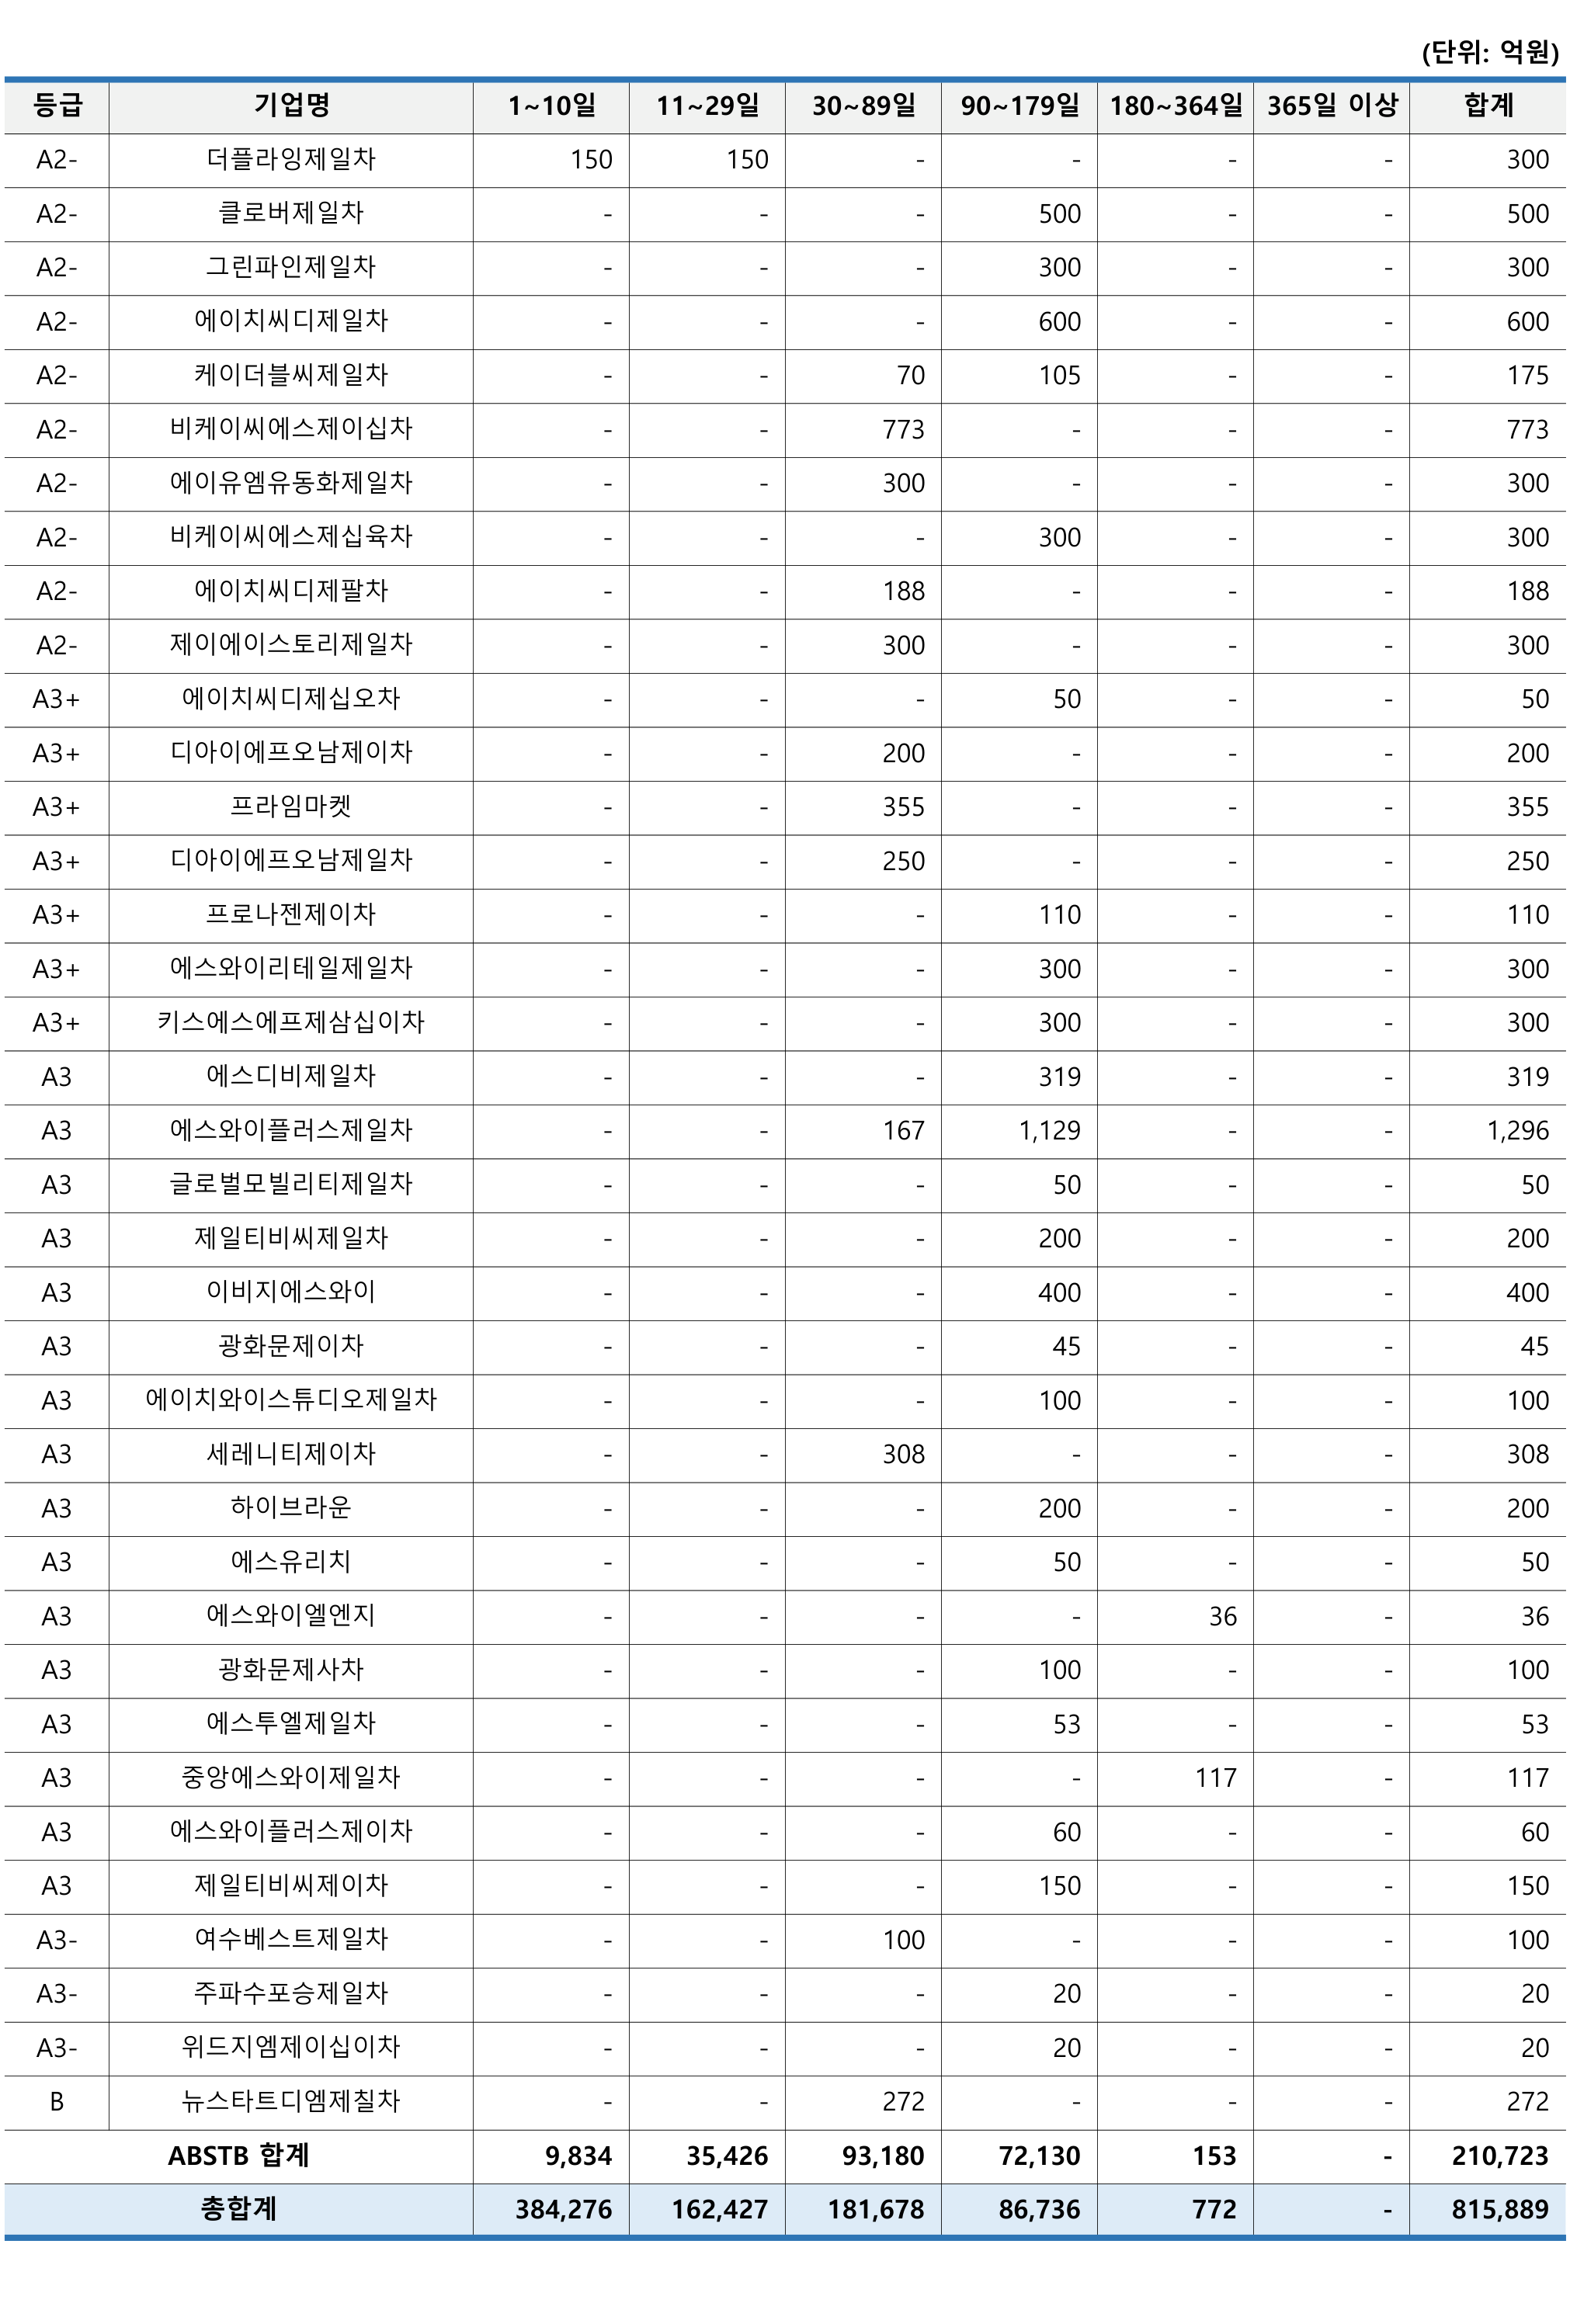 (단위: 억원)
등급 기업명 1~10일 11~29일 30~89일 90~179일 180~364일 365일 이상 합계
A2- 더플라잉제일차 150 150 - - - - 300
A2- 클로버제일차 - - - 500 - - 500
A2- 그린파인제일차 - - - 300 - - 300
A2- 에이치씨디제일차 - - - 600 - - 600
A2- 케이더블씨제일차 - - 70 105 - - 175
A2- 비케이씨에스제이십차 - - 773 - - - 773
A2- 에이유엠유동화제일차 - - 300 - - - 300
A2- 비케이씨에스제십육차 - - - 300 - - 300
A2- 에이치씨디제팔차 - - 188 - - - 188
A2- 제이에이스토리제일차 - - 300 - - - 300
A3+ 에이치씨디제십오차 - - - 50 - - 50
A3+ 디아이에프오남제이차 - - 200 - - - 200
A3+ 프라임마켓 - - 355 - - - 355
A3+ 디아이에프오남제일차 - - 250 - - - 250
A3+ 프로나젠제이차 - - - 110 - - 110
A3+ 에스와이리테일제일차 - - - 300 - - 300
A3+ 키스에스에프제삼십이차 - - - 300 - - 300
A3 에스디비제일차 - - - 319 - - 319
A3 에스와이플러스제일차 - - 167 1,129 - - 1,296
A3 글로벌모빌리티제일차 - - - 50 - - 50
A3 제일티비씨제일차 - - - 200 - - 200
A3 이비지에스와이 - - - 400 - - 400
A3 광화문제이차 - - - 45 - - 45
A3 에이치와이스튜디오제일차 - - - 100 - - 100
A3 세레니티제이차 - - 308 - - - 308
A3 하이브라운 - - - 200 - - 200
A3 에스유리치 - - - 50 - - 50
A3 에스와이엘엔지 - - - - 36 - 36
A3 광화문제사차 - - - 100 - - 100
A3 에스투엘제일차 - - - 53 - - 53
A3 중앙에스와이제일차 - - - - 117 - 117
A3 에스와이플러스제이차 - - - 60 - - 60
A3 제일티비씨제이차 - - - 150 - - 150
A3- 여수베스트제일차 - - 100 - - - 100
A3- 주파수포승제일차 - - - 20 - - 20
A3- 위드지엠제이십이차 - - - 20 - - 20
B 뉴스타트디엠제칠차 - - 272 - - - 272
ABSTB 합계 9,834 35,426 93,180 72,130 153 - 210,723
총합계 384,276 162,427 181,678 86,736 772 - 815,889